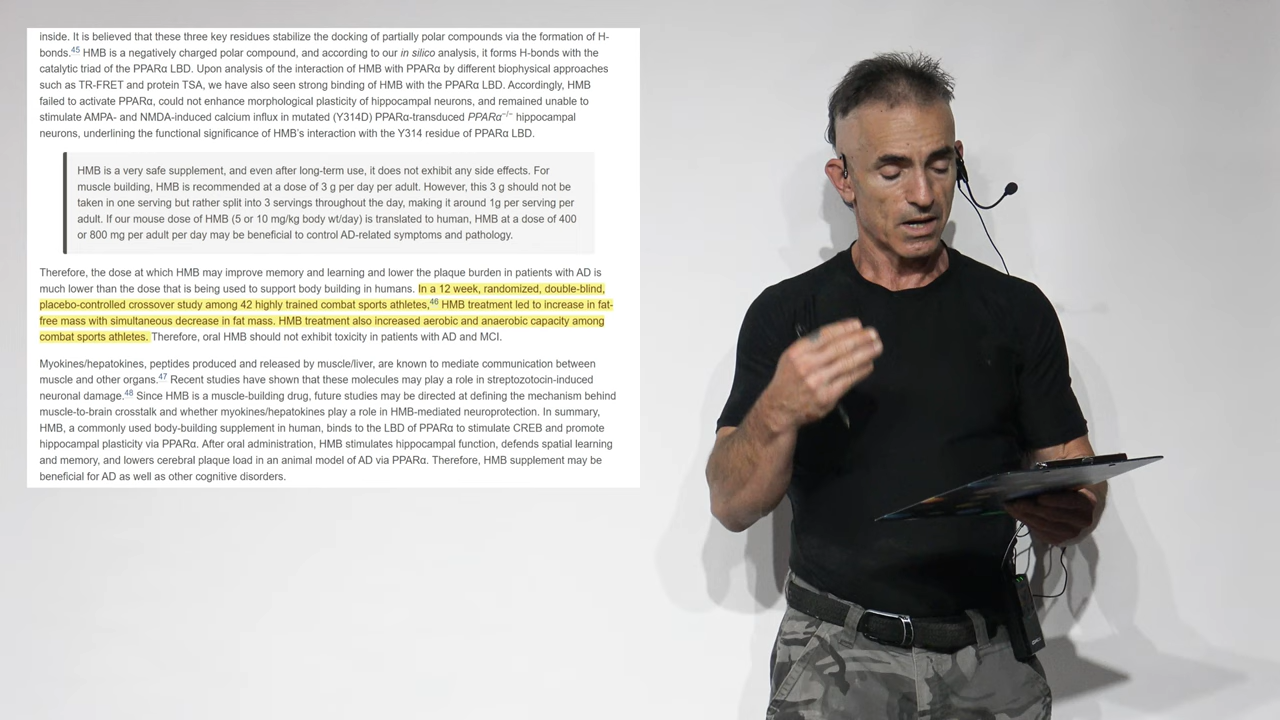 inside. It is believed that these three key residues stabilize the docking of partially polar compounds via the formation of H-
bonds.45 HMB is a negatively charged polar compound, and according to our in silico analysis, it forms H-bonds with the
catalytic triad of the PPARα LBD. Upon analysis of the interaction of HMB with PPARα by different biophysical approaches
such as TR-FRET and protein TSA, we have also seen strong binding of HMB with the PPARα LBD. Accordingly, HMB
failed to activate PPARα, could not enhance morphological plasticity of hippocampal neurons, and remained unable to
stimulate AMPA- and NMDA-induced calcium influx in mutated (Y314D) PPARα-transduced PPARα−/− hippocampal
neurons, underlining the functional significance of HMB's interaction with the Y314 residue of PPARα LBD.
HMB is a very safe supplement, and even after long-term use, it does not exhibit any side effects. For
muscle building, HMB is recommended at a dose of 3 g per day per adult. However, this 3 g should not be
taken in one serving but rather split into 3 servings throughout the day, making it around 1g per serving per
adult. If our mouse dose of HMB (5 or 10 mg/kg body wt/day) is translated to human, HMB at a dose of 400
or 800 mg per adult per day may be beneficial to control AD-related symptoms and pathology.
Therefore, the dose at which HMB may improve memory and learning and lower the plaque burden in patients with AD is
much lower than the dose that is being used to support body building in humans. In a 12 week, randomized, double-blind,
placebo-controlled crossover study among 42 highly trained combat sports athletes,46 HMB treatment led to increase in fat-
free mass with simultaneous decrease in fat mass. HMB treatment also increased aerobic and anaerobic capacity among
combat sports athletes. Therefore, oral HMB should not exhibit toxicity in patients with AD and MCI.
Myokines/hepatokines, peptides produced and released by muscle/liver, are known to mediate communication between
muscle and other organs.47 Recent studies have shown that these molecules may play a role in streptozotocin-induced
neuronal damage.48 Since HMB is a muscle-building drug, future studies may be directed at defining the mechanism behind
muscle-to-brain crosstalk and whether myokines/hepatokines play a role in HMB-mediated neuroprotection. In summary,
HMB, a commonly used body-building supplement in human, binds to the LBD of PPARα to stimulate CREB and promote
hippocampal plasticity via PPARα. After oral administration, HMB stimulates hippocampal function, defends spatial learning
and memory, and lowers cerebral plaque load in an animal model of AD via PPARα. Therefore, HMB supplement may be
beneficial for AD as well as other cognitive disorders.